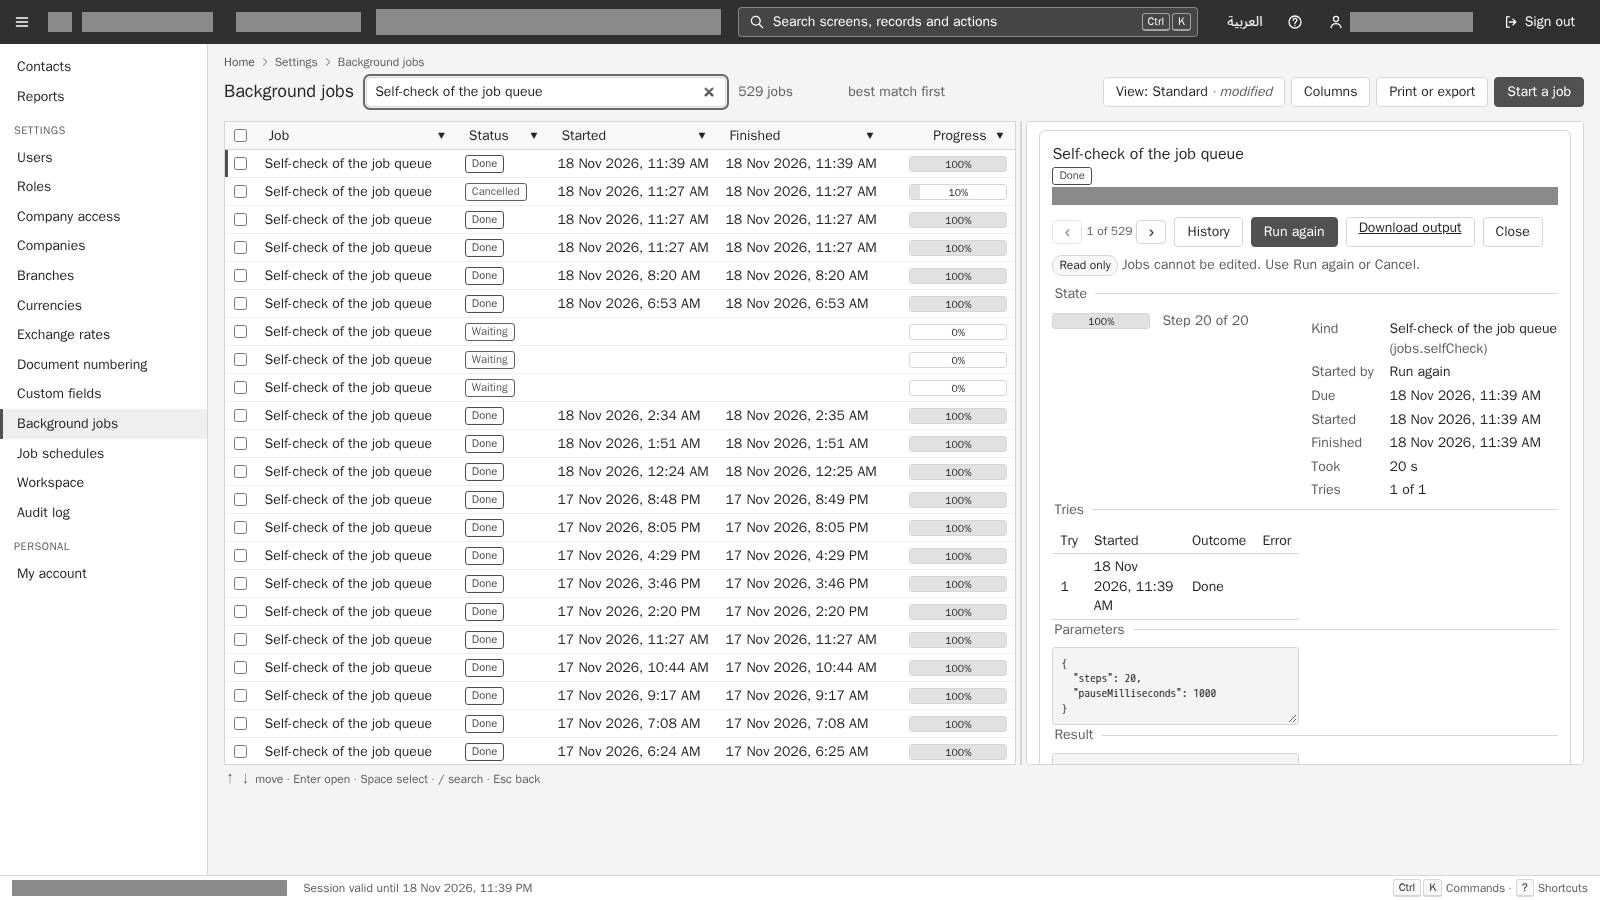 Search screens, records and actions Ctrl K العربية Sign out
Contacts
Reports
SETTINGS
Users
Roles
Company access
Companies
Branches
Currencies
Exchange rates
Document numbering
Custom fields
Background jobs
Job schedules
Workspace
Audit log
PERSONAL
My account
Home > Settings > Background jobs
Background jobs Self-check of the job queue 529 jobs best match first View: Standard · modified Columns Print or export Start a job
Job Status Started Finished Progress
Self-check of the job queue Done 18 Nov 2026, 11:39 AM 18 Nov 2026, 11:39 AM 100%
Self-check of the job queue Cancelled 18 Nov 2026, 11:27 AM 18 Nov 2026, 11:27 AM 10%
Self-check of the job queue Done 18 Nov 2026, 11:27 AM 18 Nov 2026, 11:27 AM 100%
Self-check of the job queue Done 18 Nov 2026, 11:27 AM 18 Nov 2026, 11:27 AM 100%
Self-check of the job queue Done 18 Nov 2026, 8:20 AM 18 Nov 2026, 8:20 AM 100%
Self-check of the job queue Done 18 Nov 2026, 6:53 AM 18 Nov 2026, 6:53 AM 100%
Self-check of the job queue Waiting 0%
Self-check of the job queue Waiting 0%
Self-check of the job queue Waiting 0%
Self-check of the job queue Done 18 Nov 2026, 2:34 AM 18 Nov 2026, 2:35 AM 100%
Self-check of the job queue Done 18 Nov 2026, 1:51 AM 18 Nov 2026, 1:51 AM 100%
Self-check of the job queue Done 18 Nov 2026, 12:24 AM 18 Nov 2026, 12:25 AM 100%
Self-check of the job queue Done 17 Nov 2026, 8:48 PM 17 Nov 2026, 8:49 PM 100%
Self-check of the job queue Done 17 Nov 2026, 8:05 PM 17 Nov 2026, 8:05 PM 100%
Self-check of the job queue Done 17 Nov 2026, 4:29 PM 17 Nov 2026, 4:29 PM 100%
Self-check of the job queue Done 17 Nov 2026, 3:46 PM 17 Nov 2026, 3:46 PM 100%
Self-check of the job queue Done 17 Nov 2026, 2:20 PM 17 Nov 2026, 2:20 PM 100%
Self-check of the job queue Done 17 Nov 2026, 11:27 AM 17 Nov 2026, 11:27 AM 100%
Self-check of the job queue Done 17 Nov 2026, 10:44 AM 17 Nov 2026, 10:44 AM 100%
Self-check of the job queue Done 17 Nov 2026, 9:17 AM 17 Nov 2026, 9:17 AM 100%
Self-check of the job queue Done 17 Nov 2026, 7:08 AM 17 Nov 2026, 7:08 AM 100%
Self-check of the job queue Done 17 Nov 2026, 6:24 AM 17 Nov 2026, 6:25 AM 100%
↑ ↓ move · Enter open · Space select · / search · Esc back
Self-check of the job queue
Done
‹ 1 of 529 › History Run again Download output Close
Read only Jobs cannot be edited. Use Run again or Cancel.
State
100% Step 20 of 20
Kind Self-check of the job queue
(jobs.selfCheck)
Started by Run again
Due 18 Nov 2026, 11:39 AM
Started 18 Nov 2026, 11:39 AM
Finished 18 Nov 2026, 11:39 AM
Took 20 s
Tries 1 of 1
Tries
Try Started Outcome Error
1 18 Nov 2026, 11:39 AM Done
Parameters
{
"steps": 20,
"pauseMilliseconds": 1000
}
Result
Session valid until 18 Nov 2026, 11:39 PM Ctrl K Commands · ? Shortcuts